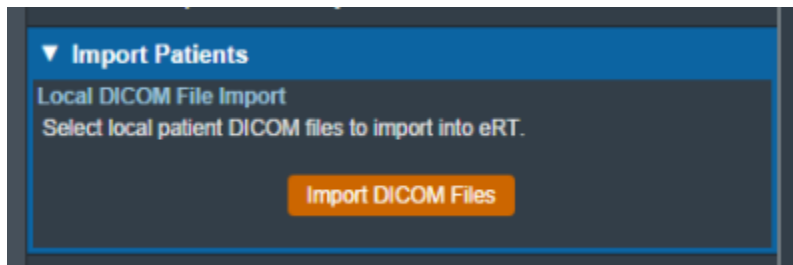 Import Patients
Local DICOM File Import
Select local patient DICOM files to import into eRT.
Import DICOM Files